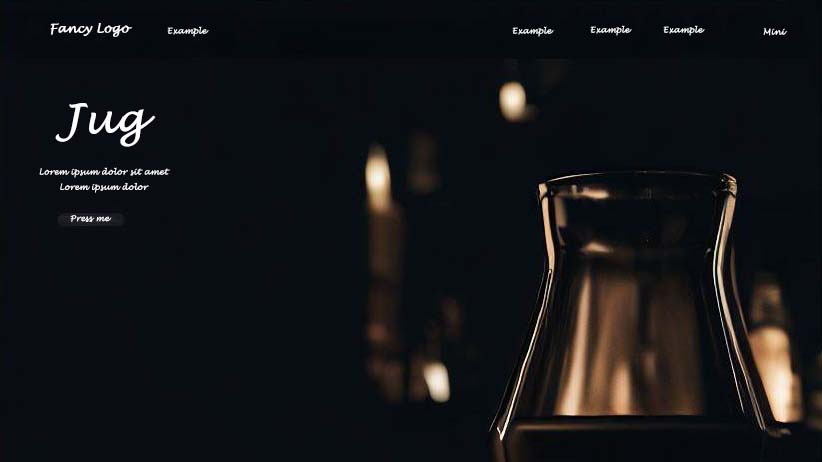 Fancy Logo
Example
Example
Example
Example
Mini
Jug
Lorem ipsum dolor sit amet
Lorem ipsum dolor
Press me